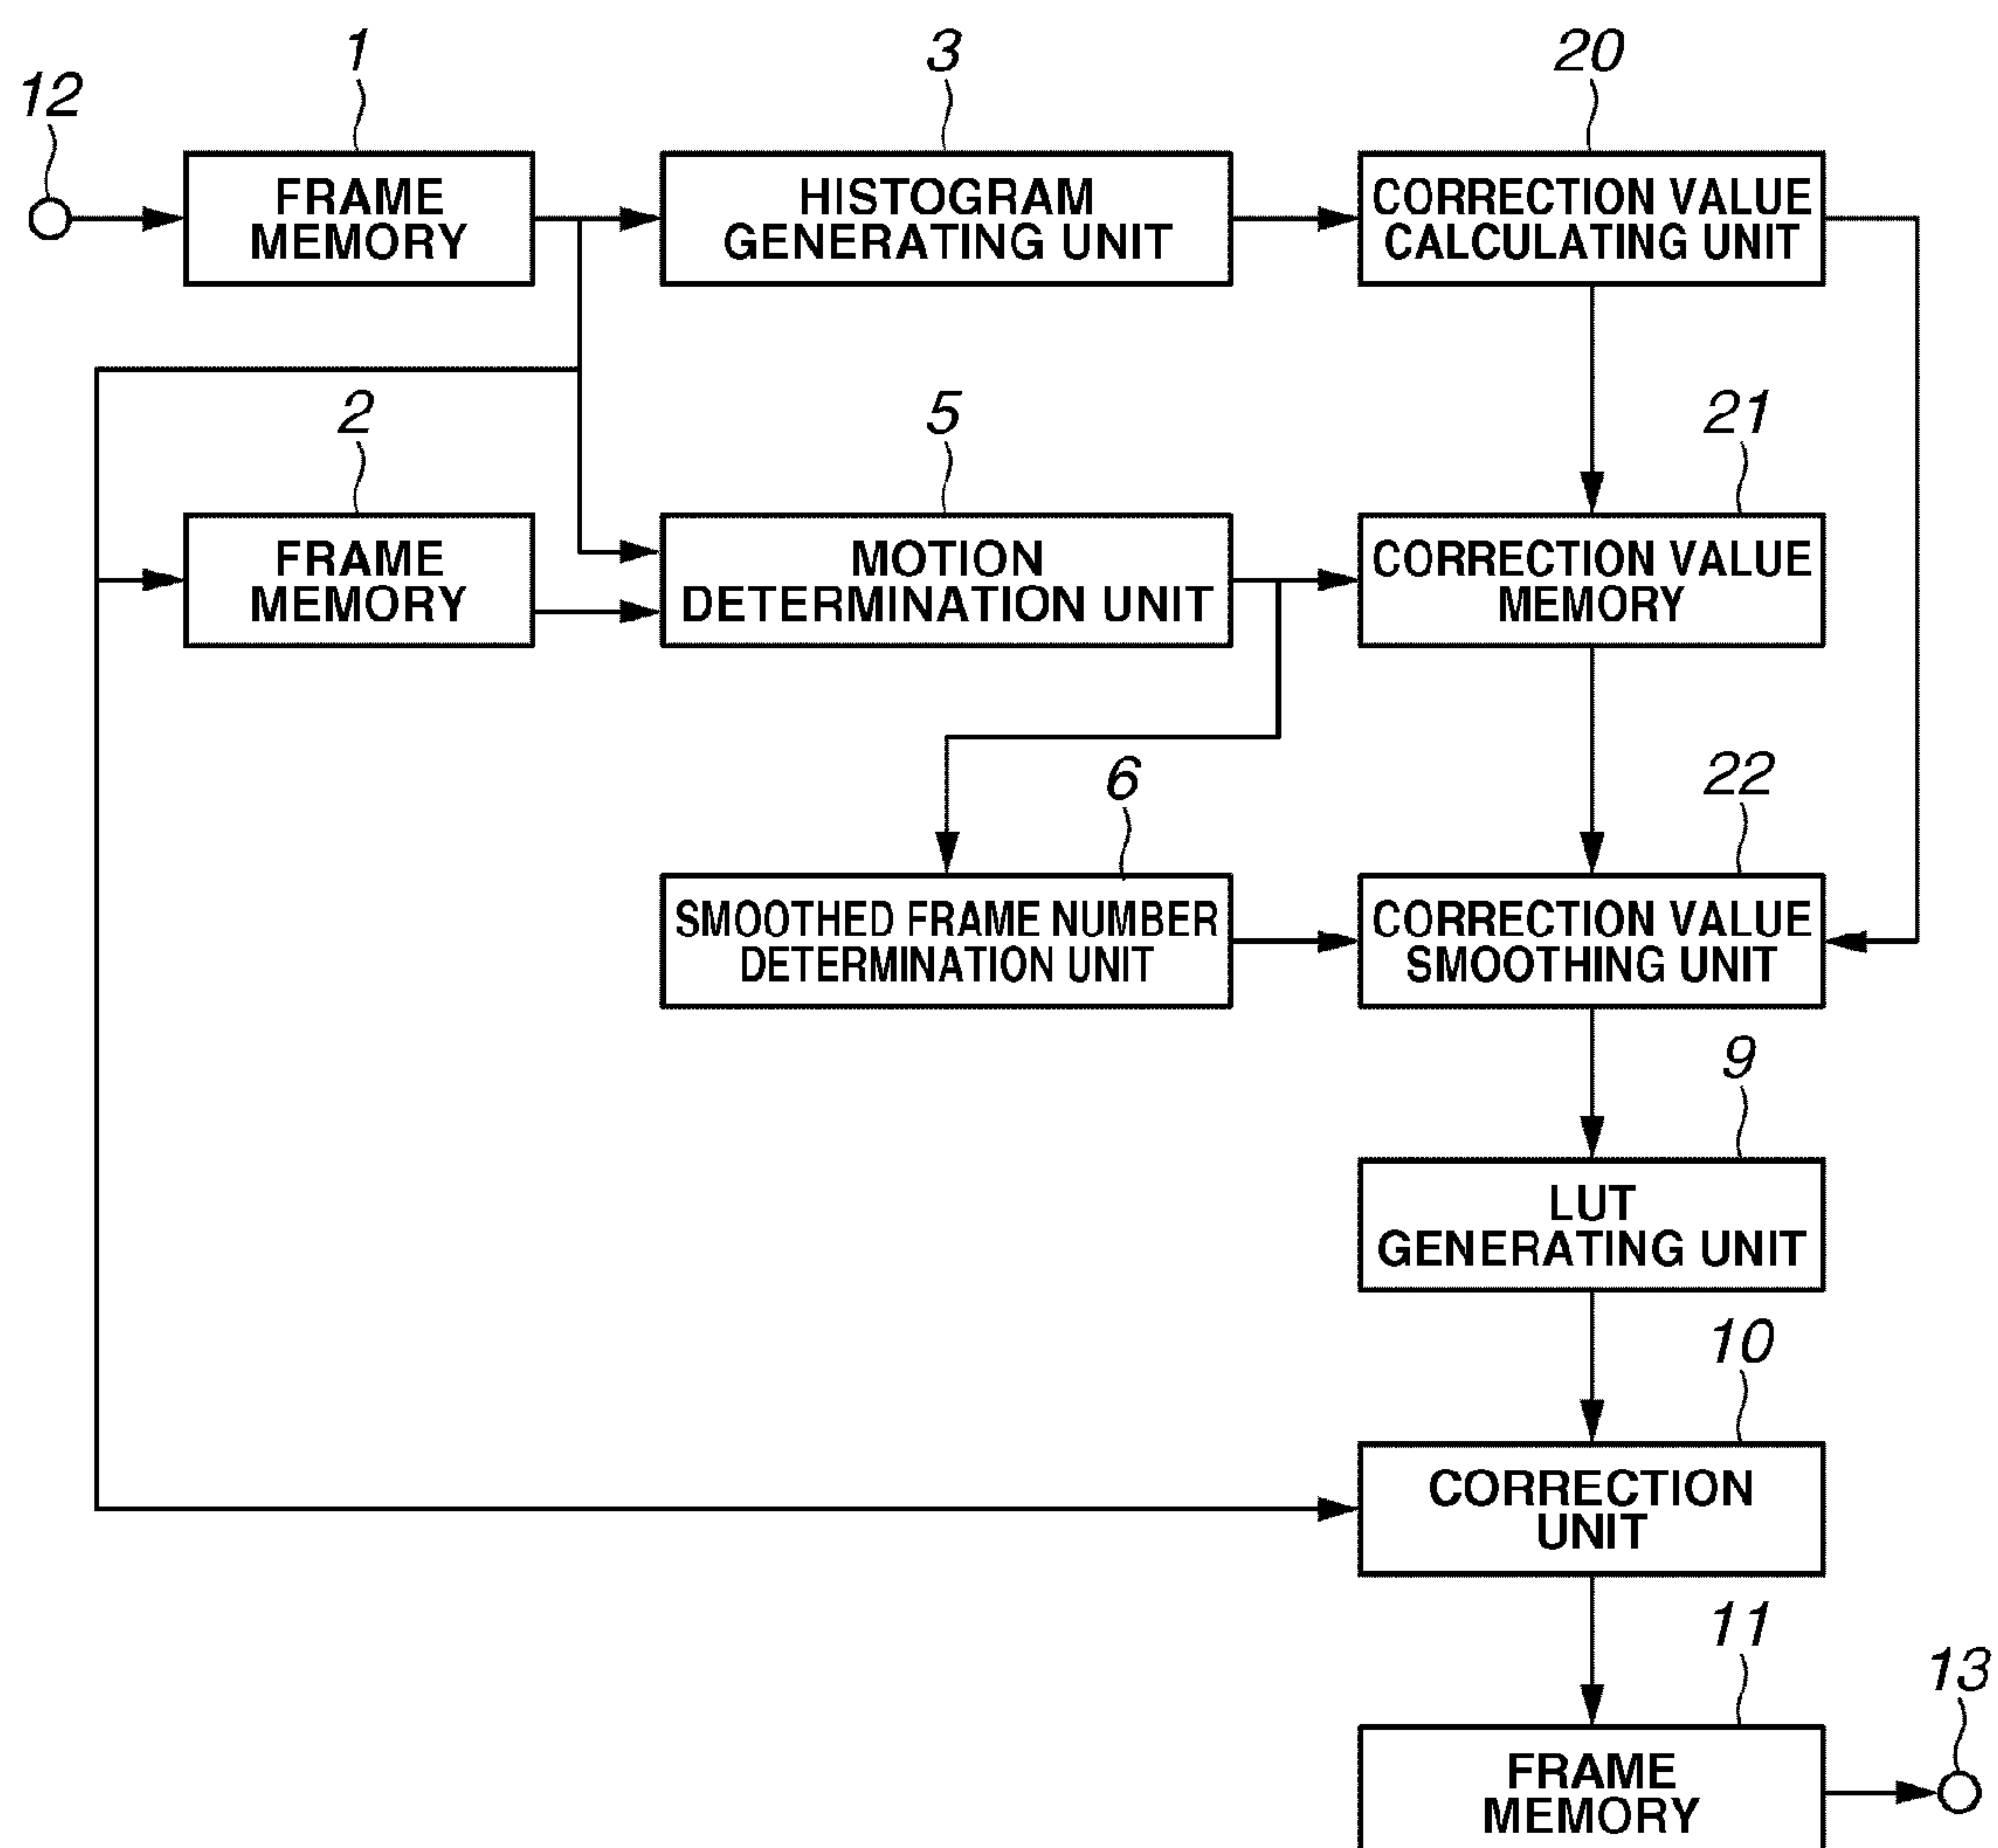 1
3
20
12
FRAME
MEMORY
HISTOGRAM
GENERATING UNIT
CORRECTION VALUE
CALCULATING UNIT
2
5
21
FRAME
MEMORY
MOTION
DETERMINATION UNIT
CORRECTION VALUE
MEMORY
6
22
SMOOTHED FRAME NUMBER
DETERMINATION UNIT
CORRECTION VALUE
SMOOTHING UNIT
9
LUT
GENERATING UNIT
10
CORRECTION
UNIT
11
13
FRAME
MEMORY